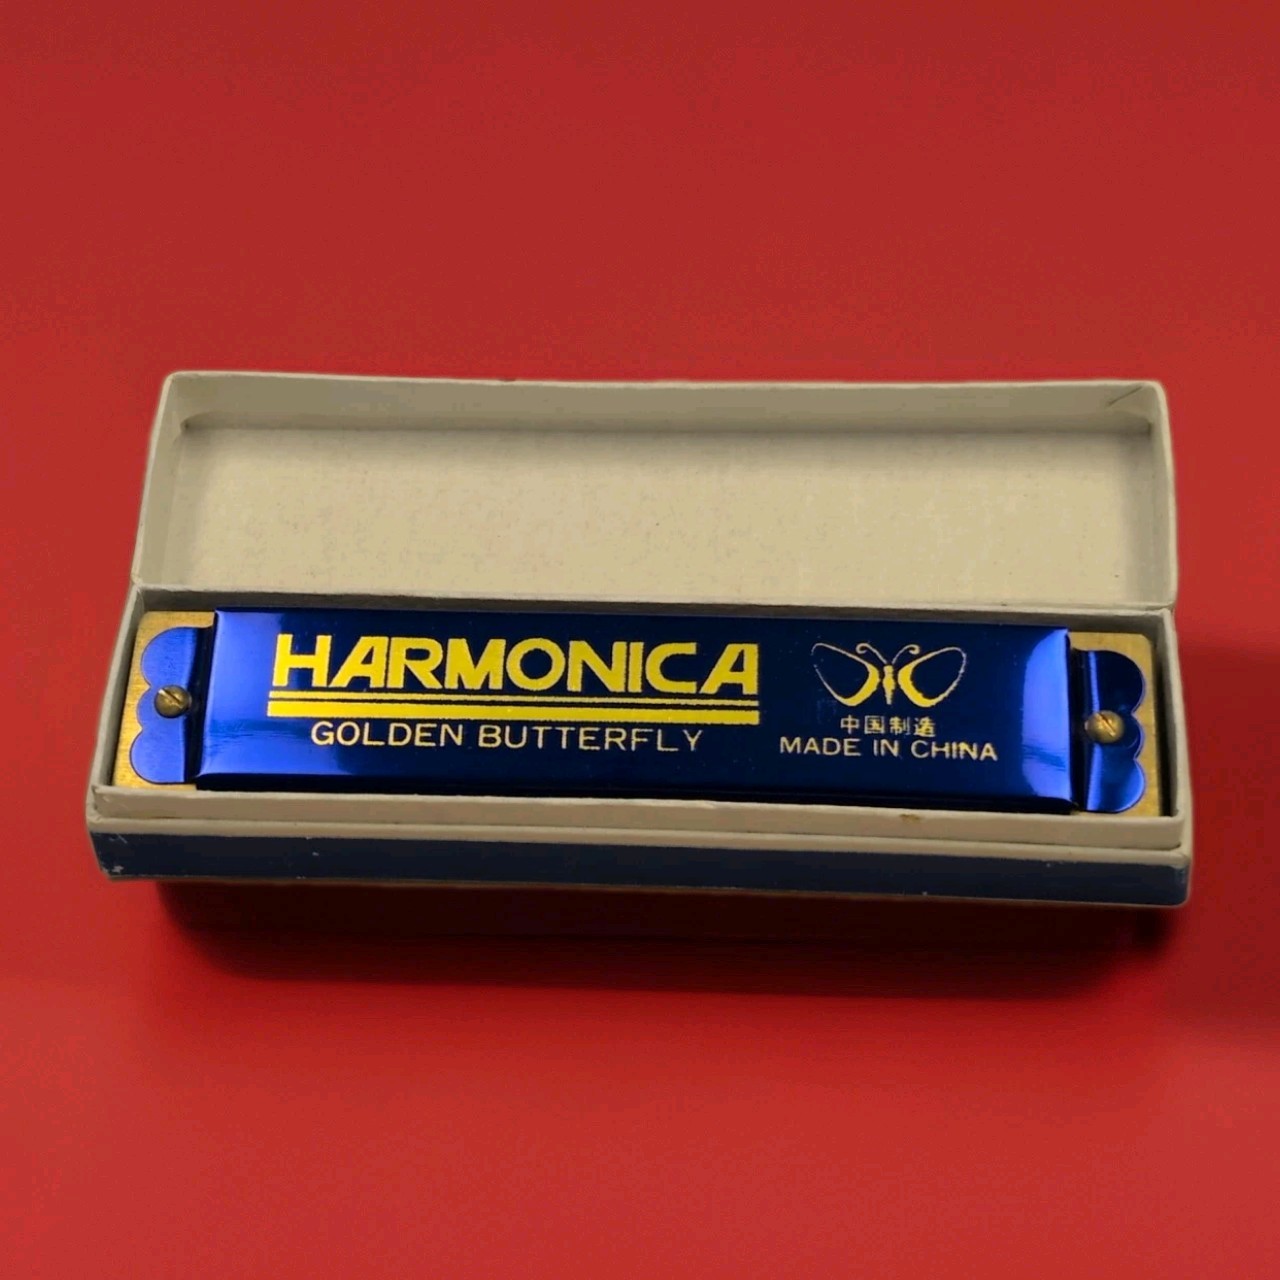 HARMONICA
GOLDEN BUTTERFLY
中国制造
MADE IN CHINA